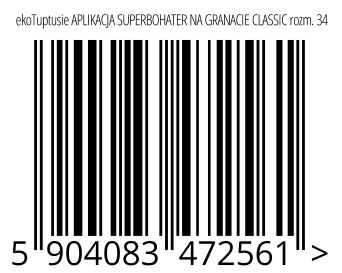 ekoTuptusie APLIKACJA SUPERBOHATER NA GRANACIE CLASSIC rozm. 34
5 904083 472561 >